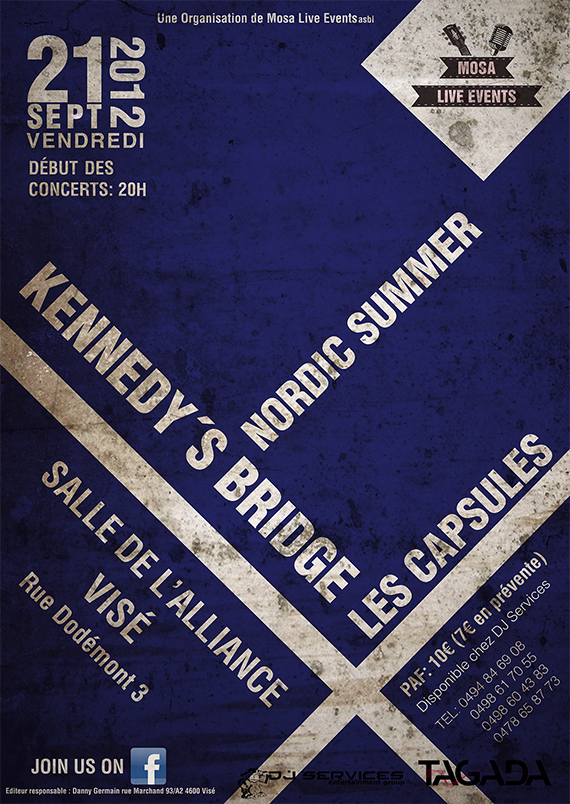 Une Organisation de Mosa Live Events asbl
21
SEPT
2012
VENDREDI
DÉBUT DES
CONCERTS: 20H
MOSA
LIVE EVENTS
NORDIC SUMMER
KENNEDY´S BRIDGE
LES CAPSULES
SALLE DE L'ALLIANCE
VISÉ
Rue Dodémont 3
PAF: 10€ (7€ en prévente)
Disponible chez DJ Services
TEL: 0494 84 69 08
0498 61 70 55
0498 60 43 83
0478 65 87 73
JOIN US ON f
DJ SERVICES
entertainment group
TAGADA
Editeur responsable : Danny Germain rue Marchand 93/A2 4600 Visé